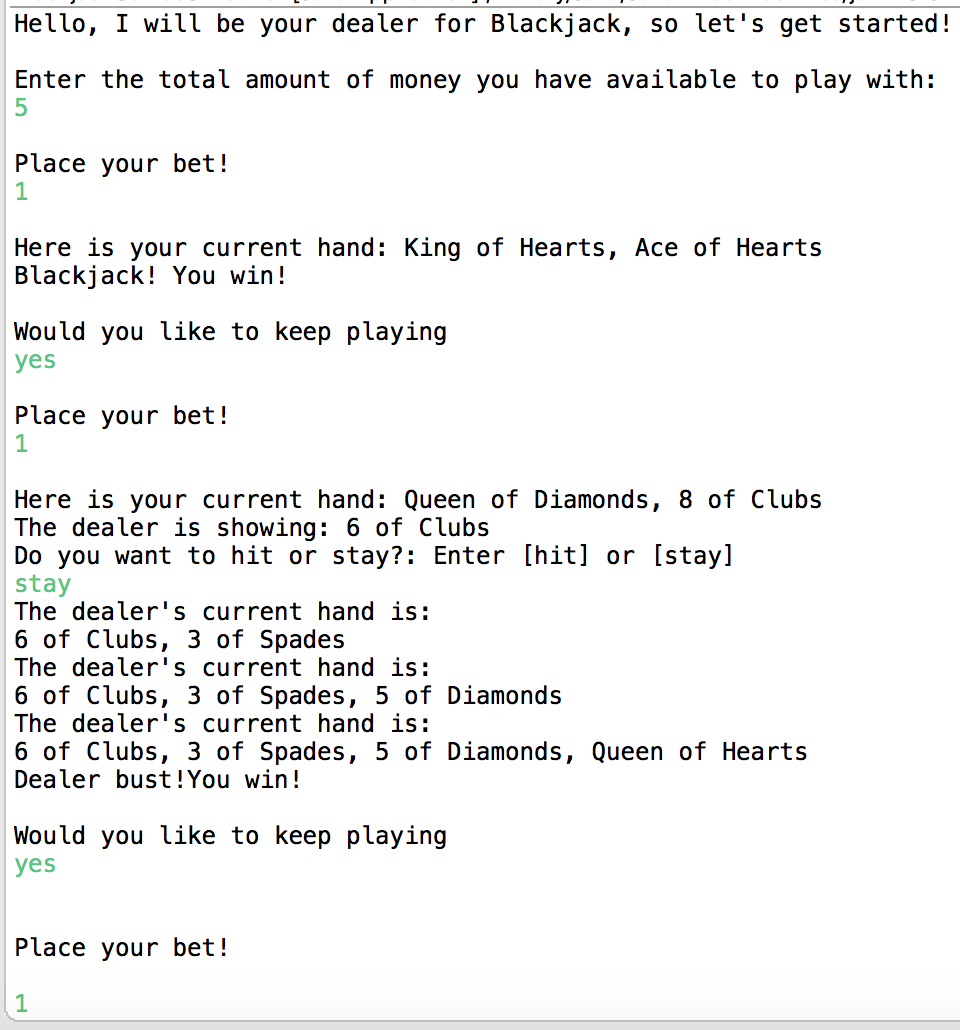 Hello, I will be your dealer for Blackjack, so let's get started!
Enter the total amount of money you have available to play with:
5
Place your bet!
1
Here is your current hand: King of Hearts, Ace of Hearts
Blackjack! You win!
Would you like to keep playing
yes
Place your bet!
1
Here is your current hand: Queen of Diamonds, 8 of Clubs
The dealer is showing: 6 of Clubs
Do you want to hit or stay?: Enter [hit] or [stay]
stay
The dealer's current hand is:
6 of Clubs, 3 of Spades
The dealer's current hand is:
6 of Clubs, 3 of Spades, 5 of Diamonds
The dealer's current hand is:
6 of Clubs, 3 of Spades, 5 of Diamonds, Queen of Hearts
Dealer bust!You win!
Would you like to keep playing
yes
Place your bet!
1